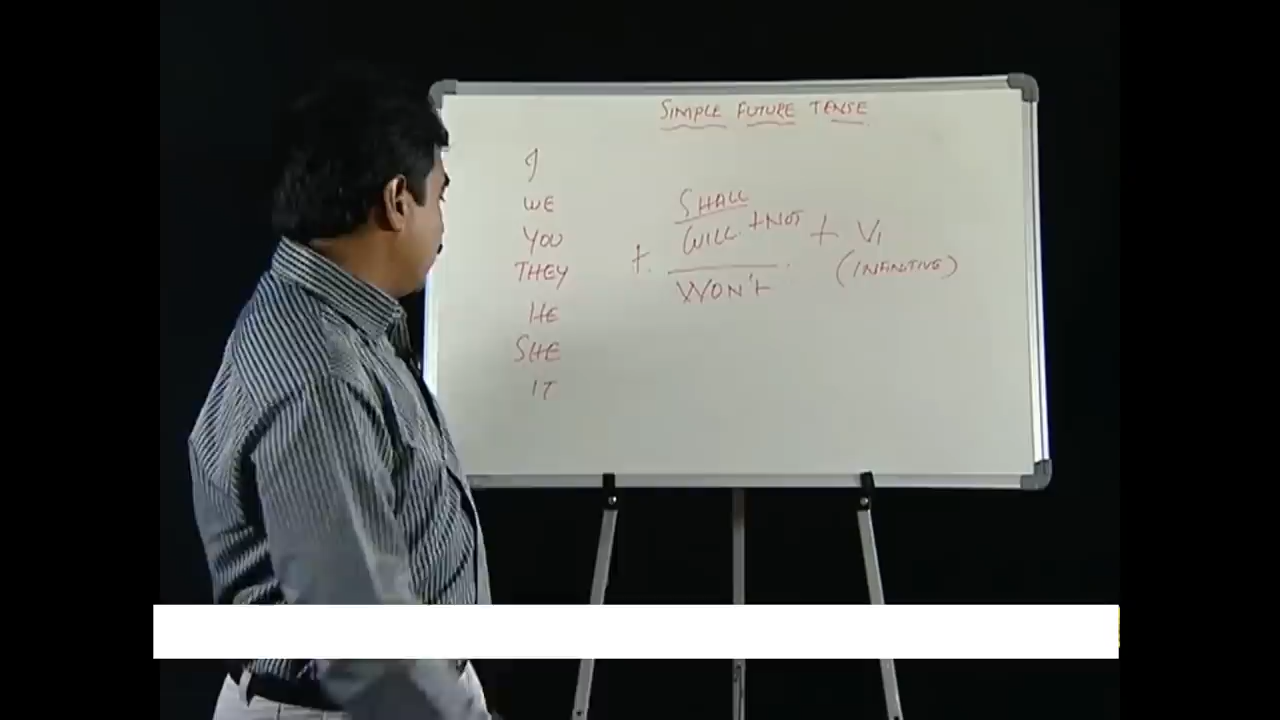 SIMPLE FUTURE TENSE
I
WE
YOU
THEY
HE
SHE
IT
+
SHALL
WILL + NOT
WON'T
+ V1
(INFINITIVE)